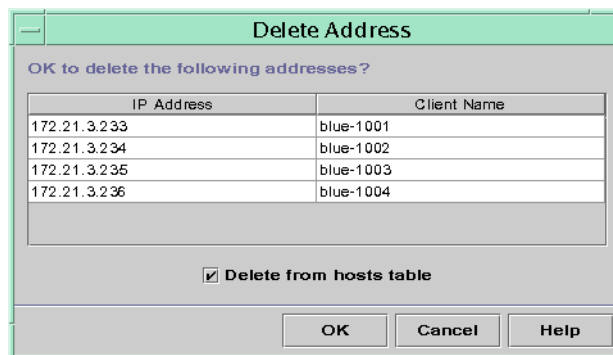 Delete Address
OK to delete the following addresses?
IP Address Client Name
172.21.3.233 blue-1001
172.21.3.234 blue-1002
172.21.3.235 blue-1003
172.21.3.236 blue-1004
Delete from hosts table
OK Cancel Help